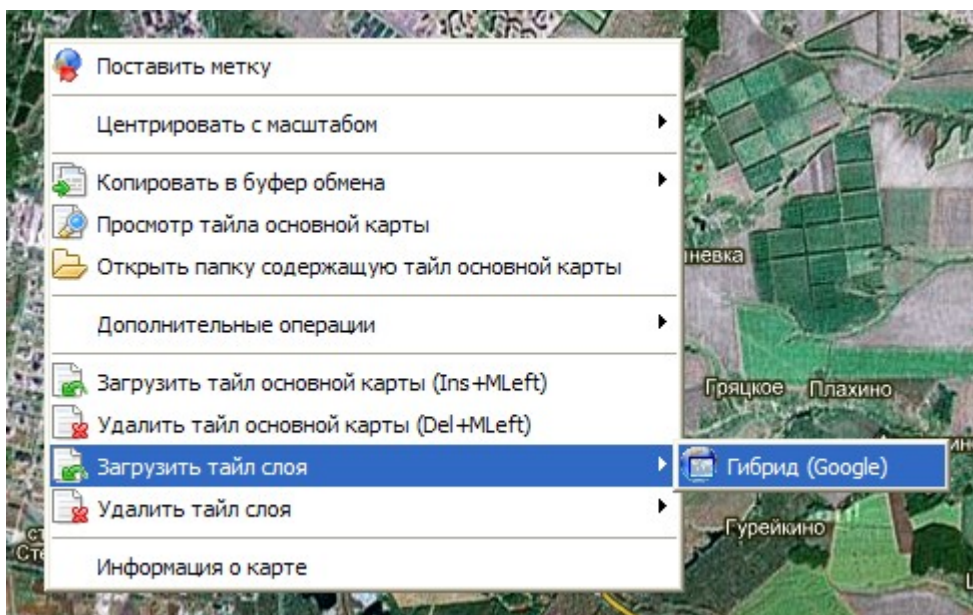 Поставить метку
Центрировать с масштабом
Копировать в буфер обмена
Просмотр тайла основной карты
Открыть папку содержащую тайл основной карты
невка
Дополнительные операции
Загрузить тайл основной карты (Ins+MLeft)
Гряцкое Плахино
Удалить тайл основной карты (Del+MLeft)
Загрузить тайл слоя
Гибрид (Google)
Удалить тайл слоя
Гурейкино
Информация о карте